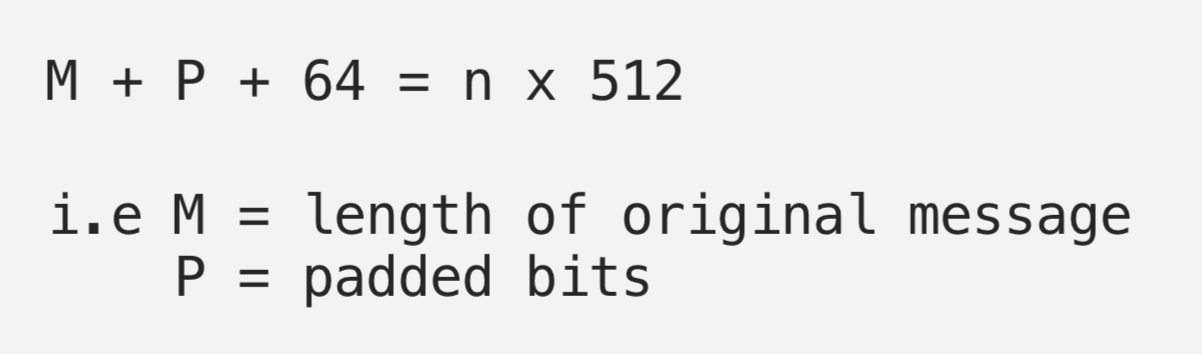 M + P + 64 = n x 512
i.e M = length of original message
P = padded bits